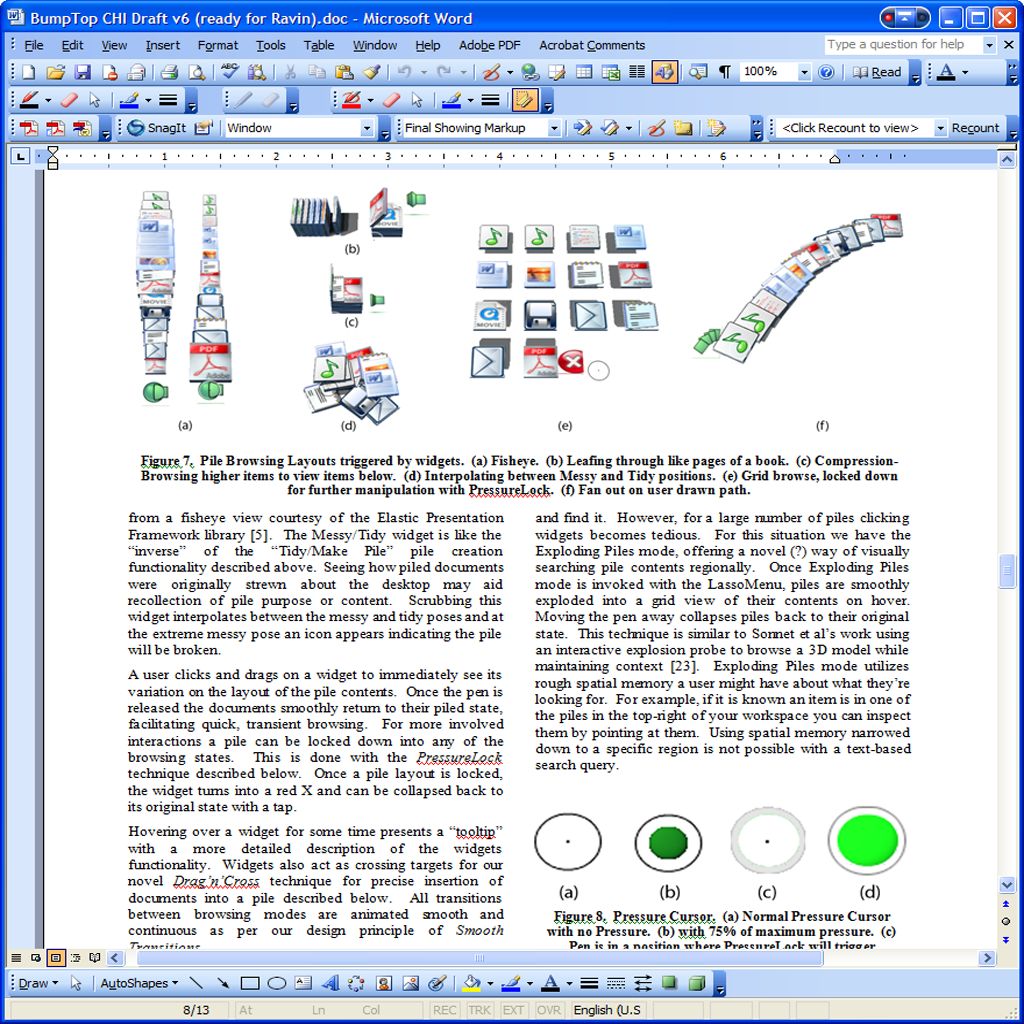 BumpTop CHI Draft v6 (ready for Ravin).doc - Microsoft Word
File Edit View Insert Format Tools Table Window Help Adobe PDF Acrobat Comments Type a question for help
100% Read A
SnagIt Window Final Showing Markup <Click Recount to view> Recount
L 1 2 3 4 5 6
(b)
(c)
(a) (d) (e) (f)
Figure 7. Pile Browsing Layouts triggered by widgets. (a) Fisheye. (b) Leafing through like pages of a book. (c) Compression-
Browsing higher items to view items below. (d) Interpolating between Messy and Tidy positions. (e) Grid browse, locked down
for further manipulation with PressureLock. (f) Fan out on user drawn path.
from a fisheye view courtesy of the Elastic Presentation
Framework library [5]. The Messy/Tidy widget is like the
“inverse” of the “Tidy/Make Pile” pile creation
functionality described above. Seeing how piled documents
were originally strewn about the desktop may aid
recollection of pile purpose or content. Scrubbing this
widget interpolates between the messy and tidy poses and at
the extreme messy pose an icon appears indicating the pile
will be broken.
A user clicks and drags on a widget to immediately see its
variation on the layout of the pile contents. Once the pen is
released the documents smoothly return to their piled state,
facilitating quick, transient browsing. For more involved
interactions a pile can be locked down into any of the
browsing states. This is done with the PressureLock
technique described below. Once a pile layout is locked,
the widget turns into a red X and can be collapsed back to
its original state with a tap.
Hovering over a widget for some time presents a “tooltip”
with a more detailed description of the widgets
functionality. Widgets also act as crossing targets for our
novel Drag’n’Cross technique for precise insertion of
documents into a pile described below. All transitions
between browsing modes are animated smooth and
continuous as per our design principle of Smooth
Transitions.
and find it. However, for a large number of piles clicking
widgets becomes tedious. For this situation we have the
Exploding Piles mode, offering a novel (?) way of visually
searching pile contents regionally. Once Exploding Piles
mode is invoked with the LassoMenu, piles are smoothly
exploded into a grid view of their contents on hover.
Moving the pen away collapses piles back to their original
state. This technique is similar to Sonnet et al’s work using
an interactive explosion probe to browse a 3D model while
maintaining context [23]. Exploding Piles mode utilizes
rough spatial memory a user might have about what they’re
looking for. For example, if it is known an item is in one of
the piles in the top-right of your workspace you can inspect
them by pointing at them. Using spatial memory narrowed
down to a specific region is not possible with a text-based
search query.
(a) (b) (c) (d)
Figure 8. Pressure Cursor. (a) Normal Pressure Cursor
with no Pressure. (b) with 75% of maximum pressure. (c)
Pen is in a position where PressureLock will trigger
Draw AutoShapes
8/13 At Ln Col REC TRK EXT OVR English (U.S